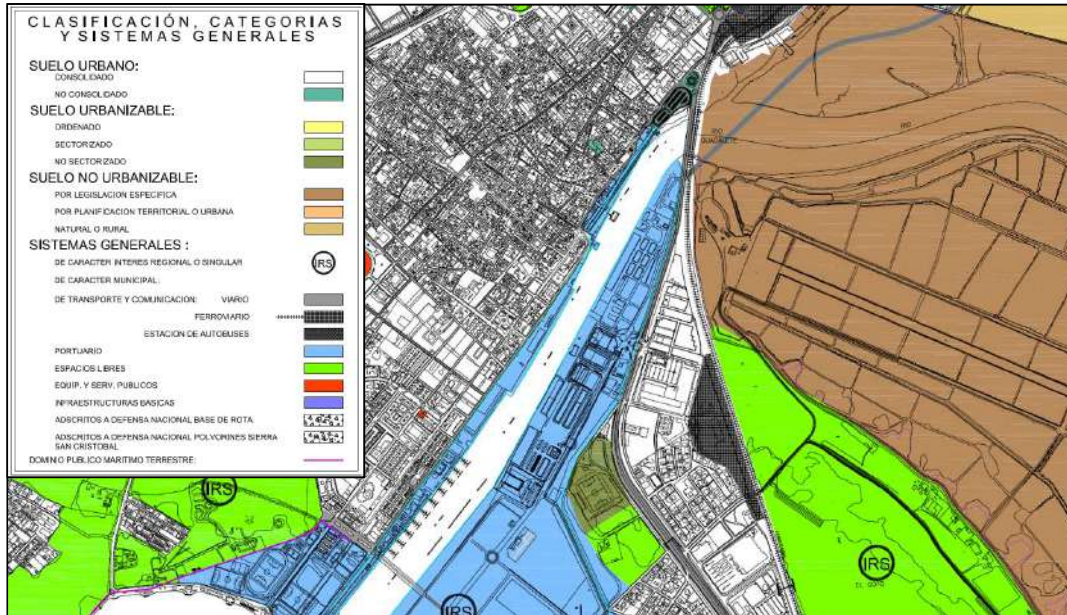 CLASIFICACIÓN, CATEGORIAS
Y SISTEMAS GENERALES
SUELO URBANO:
CONSOLIDADO
NO CONSOLIDADO
SUELO URBANIZABLE:
ORDENADO
SECTORIZADO
NO SECTORIZADO
SUELO NO URBANIZABLE:
POR LEGISLACION ESPECIFICA
POR PLANIFICACION TERRITORIAL O URBANA
NATURAL O RURAL
SISTEMAS GENERALES :
DE CARACTER INTERES REGIONAL O SINGULAR
IRS
DE CARACTER MUNICIPAL:
DE TRANSPORTE Y COMUNICACION: VIARIO
FERROVIARIO
ESTACION DE AUTOBUSES
PORTUARIO
ESPACIOS LIBRES
EQUIP. Y SERV. PUBLICOS
INFRAESTRUCTURAS BASICAS
ADSCRITOS A DEFENSA NACIONAL BASE DE ROTA
ADSCRITOS A DEFENSA NACIONAL POLVORINES SIERRA
SAN CRISTOBAL
DOMINIO PUBLICO MARITIMO TERRESTRE:
RIO
GUADALETE
RIO
IRS
IRS
IRS